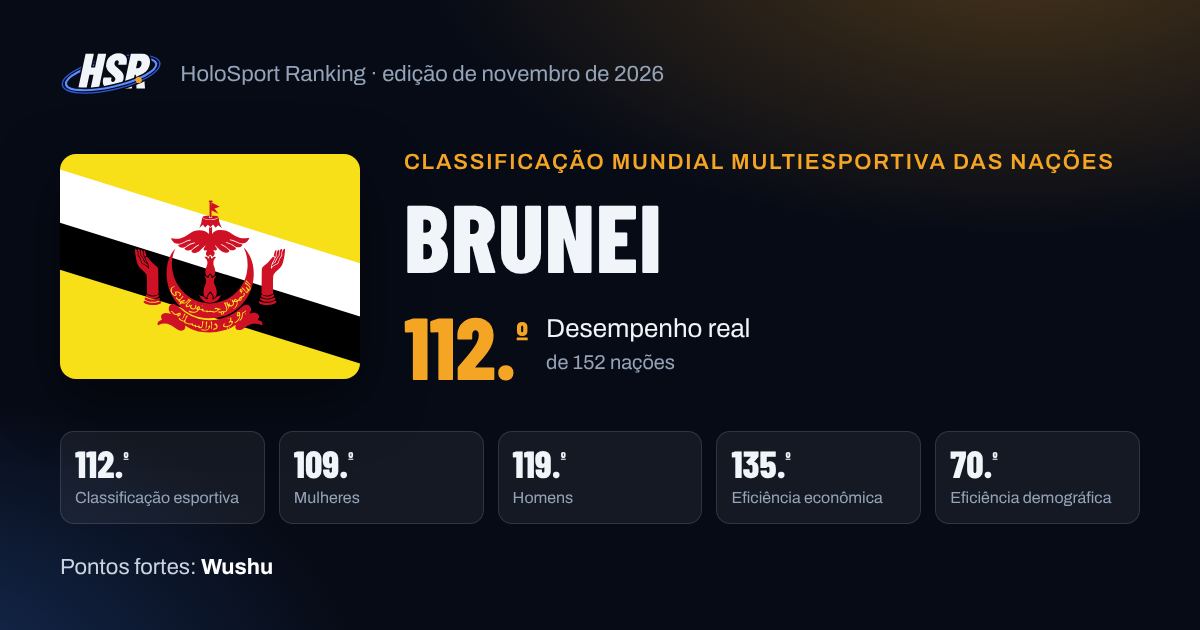 HSR
HoloSport Ranking · edição de novembro de 2026
CLASSIFICAÇÃO MUNDIAL MULTIESPORTIVA DAS NAÇÕES
BRUNEI
112.º
Desempenho real
de 152 nações
112.º
Classificação esportiva
109.º
Mulheres
119.º
Homens
135.º
Eficiência econômica
70.º
Eficiência demográfica
Pontos fortes: Wushu